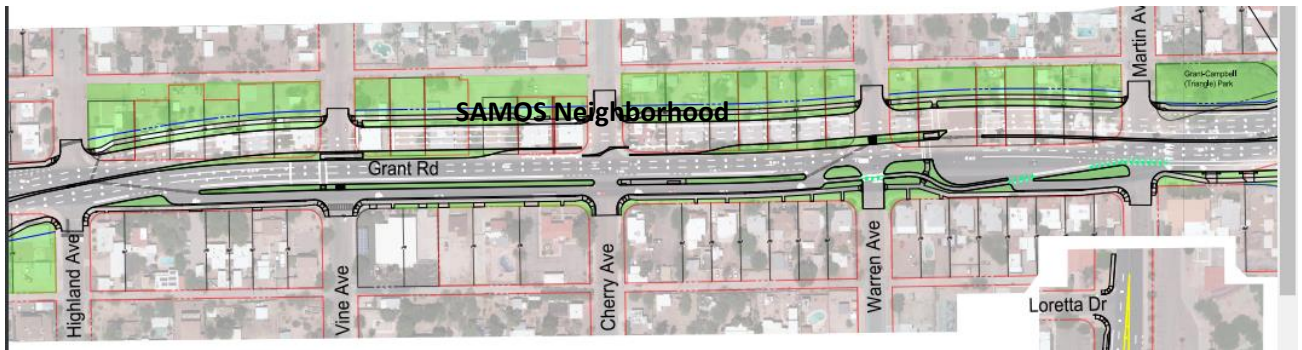 Martin Av
Grant-Campbell
(Triangle) Park
SAMOS Neighborhood
Grant Rd
Highland Ave
Vine Ave
Cherry Ave
Warren Ave
Loretta Dr